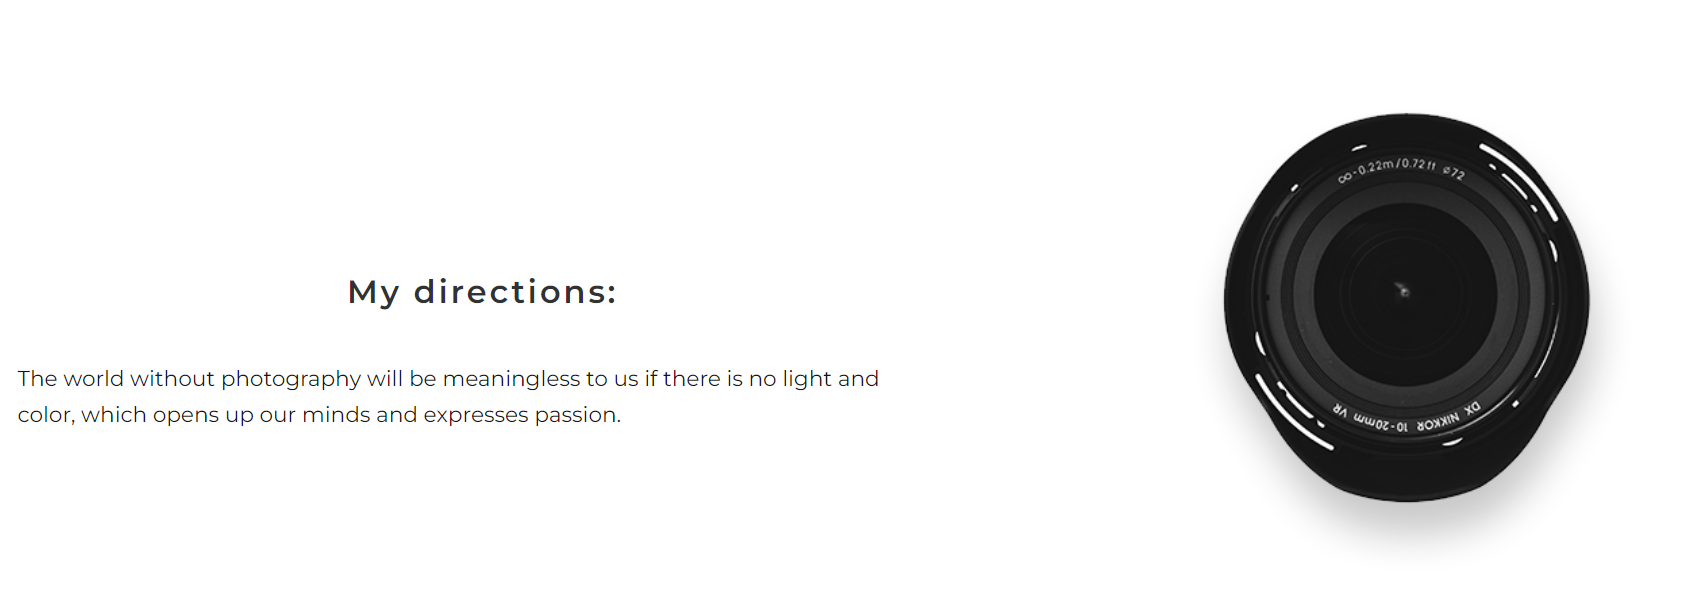 ∞-0.22m/0.72ft ⌀72
My directions:
The world without photography will be meaningless to us if there is no light and
color, which opens up our minds and expresses passion.
DX NIKKOR 10-20mm VR